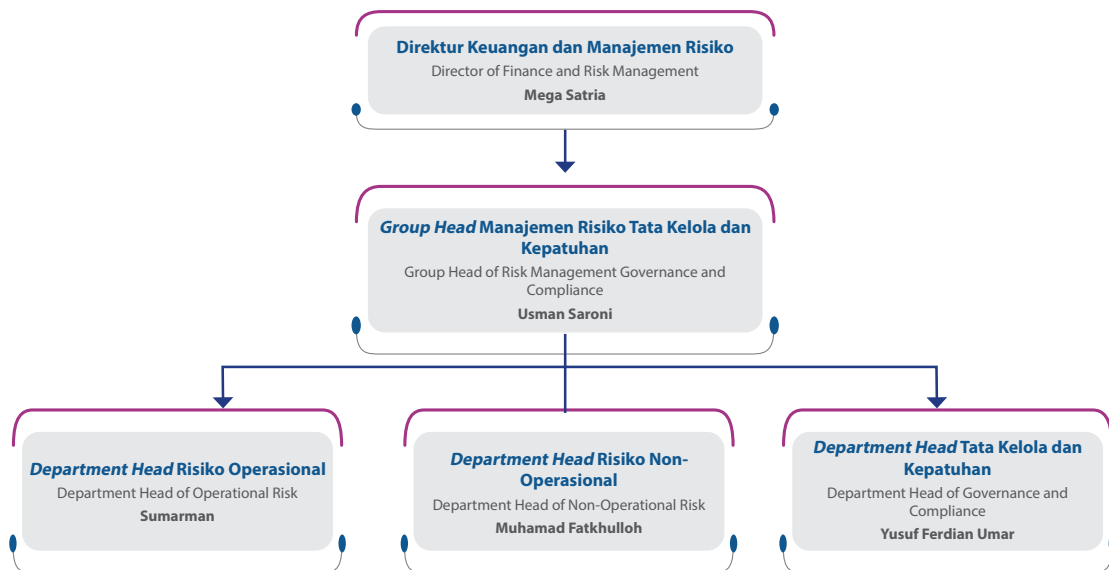 Direktur Keuangan dan Manajemen Risiko
Director of Finance and Risk Management
Mega Satria
Group Head Manajemen Risiko Tata Kelola dan
Kepatuhan
Group Head of Risk Management Governance and
Compliance
Usman Saroni
Department Head Risiko Operasional
Department Head of Operational Risk
Sumarman
Department Head Risiko Non-
Operasional
Department Head of Non-Operational Risk
Muhamad Fatkhulloh
Department Head Tata Kelola dan
Kepatuhan
Department Head of Governance and
Compliance
Yusuf Ferdian Umar